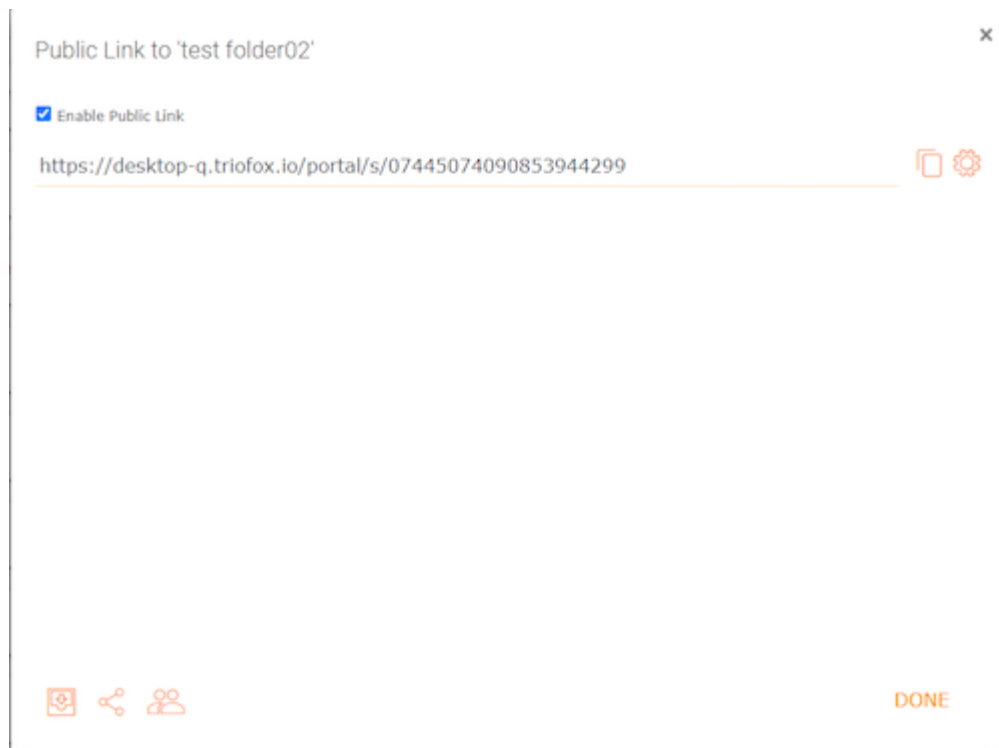 Public Link to 'test folder02'
Enable Public Link
https://desktop-q.triofox.io/portal/s/07445074090853944299
DONE